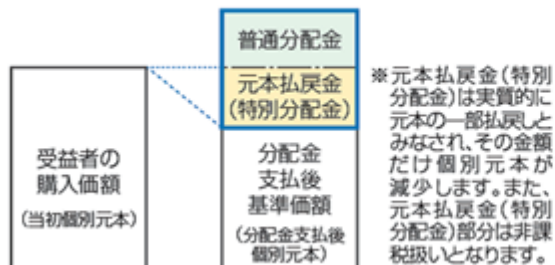 普通分配金
元本払戻金
(特別分配金)
受益者の
購入価額
(当初個別元本)
分配金
支払後
基準価額
(分配金支払後
個別元本)
※元本払戻金(特別
分配金)は実質的に
元本の一部払戻しと
みなされ、その金額
だけ個別元本が
減少します。また、
元本払戻金(特別
分配金)部分は非課
税扱いとなります。